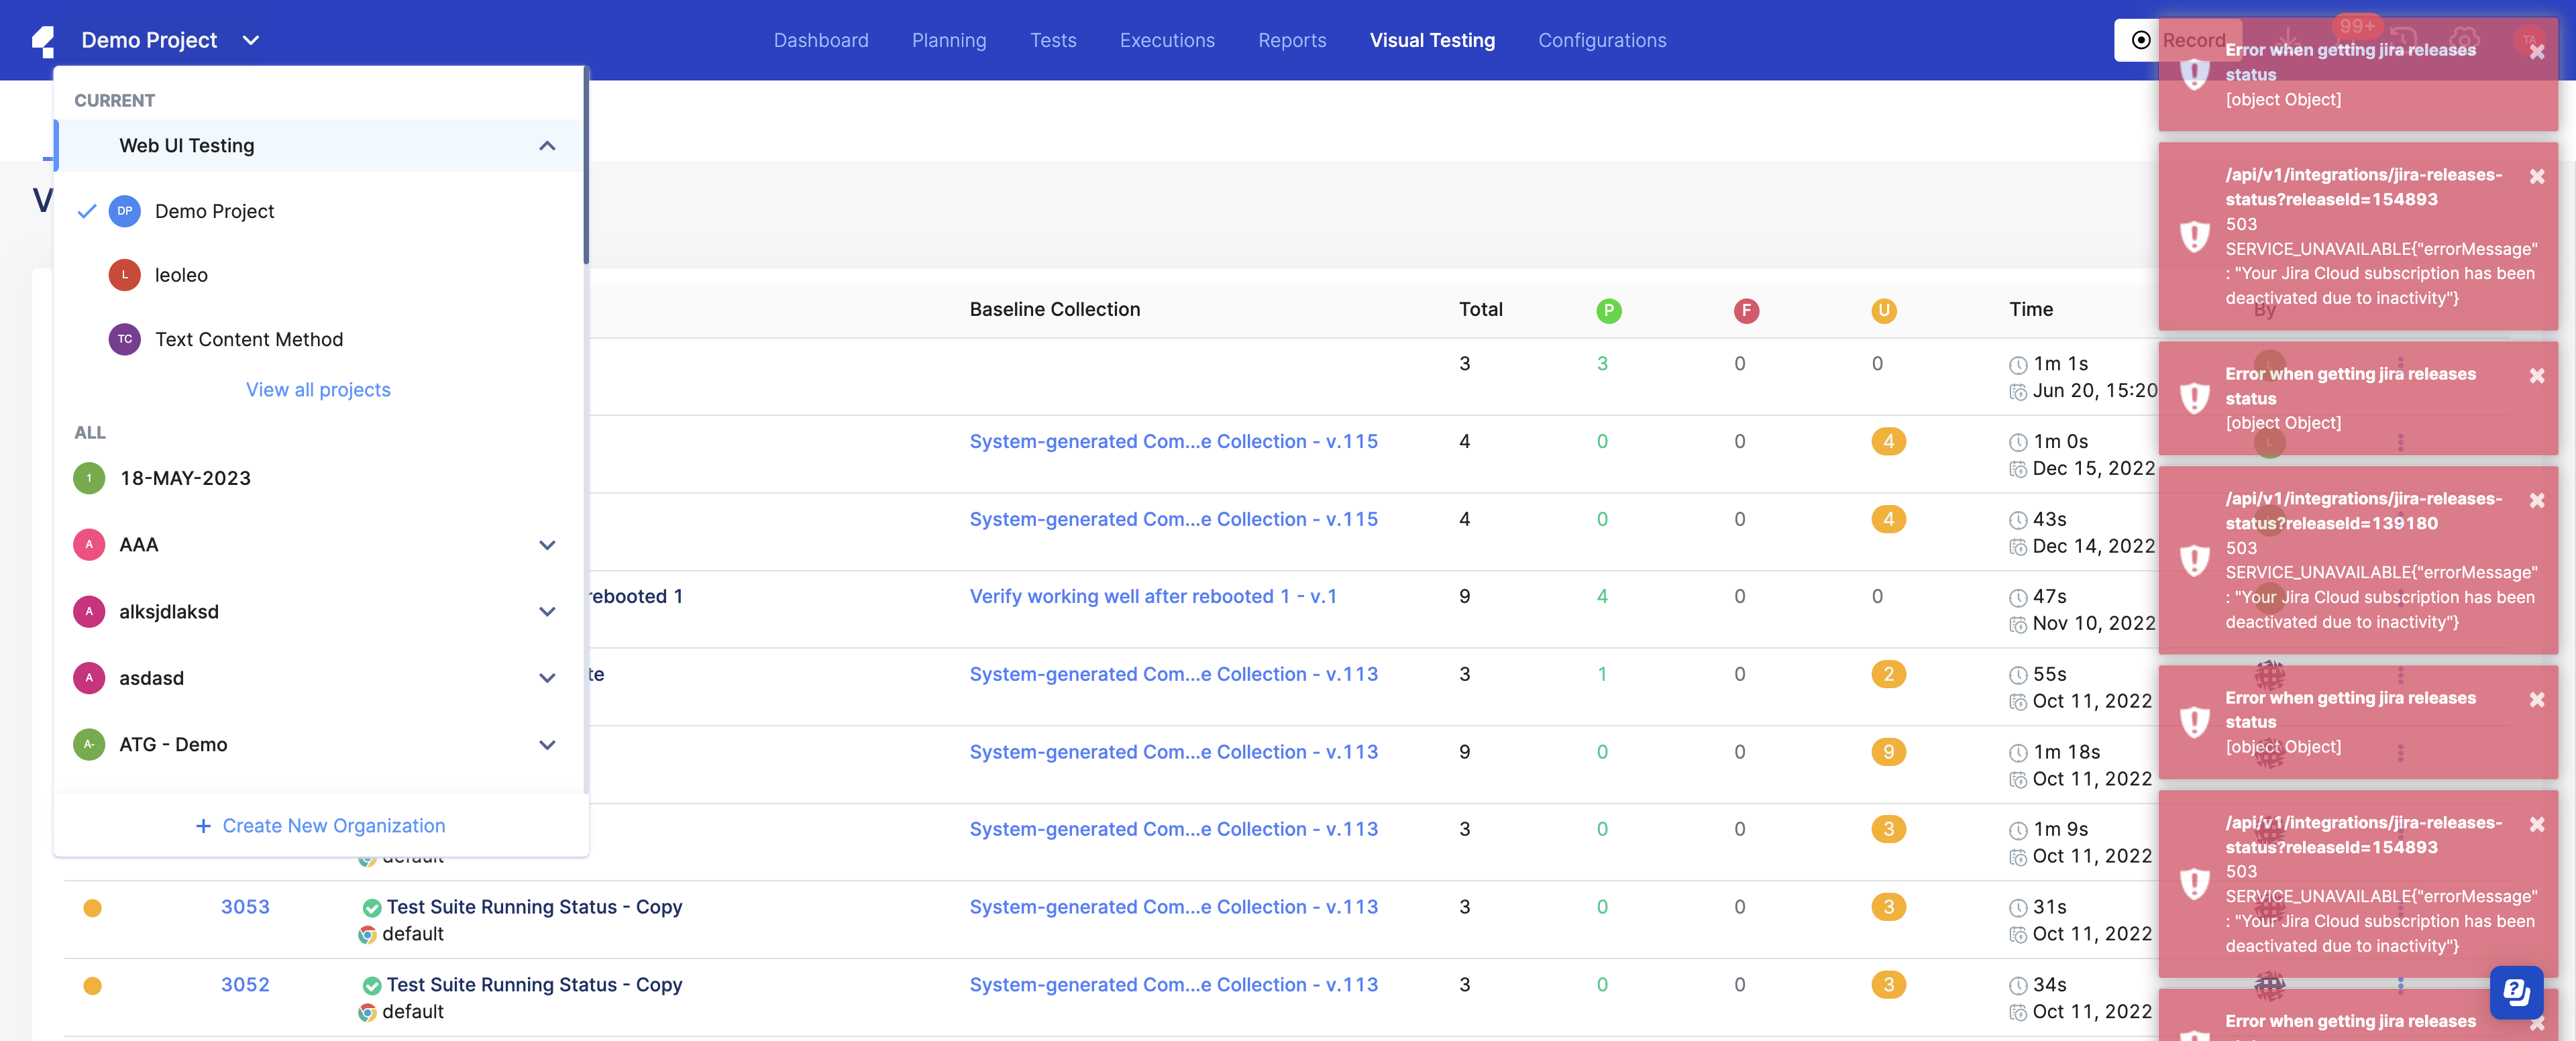 Demo Project
Dashboard
Planning
Tests
Executions
Reports
Visual Testing
Configurations
Record
99+
TA
CURRENT
Web UI Testing
DP Demo Project
L leoleo
TC Text Content Method
View all projects
ALL
1 18-MAY-2023
A AAA
A alksjdlaksd
A asdasd
A- ATG - Demo
+ Create New Organization
V
Baseline Collection Total P F U Time By
3 3 0 0 1m 1s
Jun 20, 15:20
System-generated Com...e Collection - v.115 4 0 0 4 1m 0s
Dec 15, 2022
L
System-generated Com...e Collection - v.115 4 0 0 4 43s
Dec 14, 2022
rebooted 1 Verify working well after rebooted 1 - v.1 9 4 0 0 47s
Nov 10, 2022
te System-generated Com...e Collection - v.113 3 1 0 2 55s
Oct 11, 2022
System-generated Com...e Collection - v.113 9 0 0 9 1m 18s
Oct 11, 2022
System-generated Com...e Collection - v.113 3 0 0 3 1m 9s
default Oct 11, 2022
3053 Test Suite Running Status - Copy System-generated Com...e Collection - v.113 3 0 0 3 31s
default Oct 11, 2022
3052 Test Suite Running Status - Copy System-generated Com...e Collection - v.113 3 0 0 3 34s
default Oct 11, 2022
Error when getting jira releases
status
[object Object]
/api/v1/integrations/jira-releases-
status?releaseId=154893
503
SERVICE_UNAVAILABLE{"errorMessage"
: "Your Jira Cloud subscription has been
deactivated due to inactivity"}
Error when getting jira releases
status
[object Object]
/api/v1/integrations/jira-releases-
status?releaseId=139180
503
SERVICE_UNAVAILABLE{"errorMessage"
: "Your Jira Cloud subscription has been
deactivated due to inactivity"}
Error when getting jira releases
status
[object Object]
/api/v1/integrations/jira-releases-
status?releaseId=154893
503
SERVICE_UNAVAILABLE{"errorMessage"
: "Your Jira Cloud subscription has been
deactivated due to inactivity"}
Error when getting jira releases